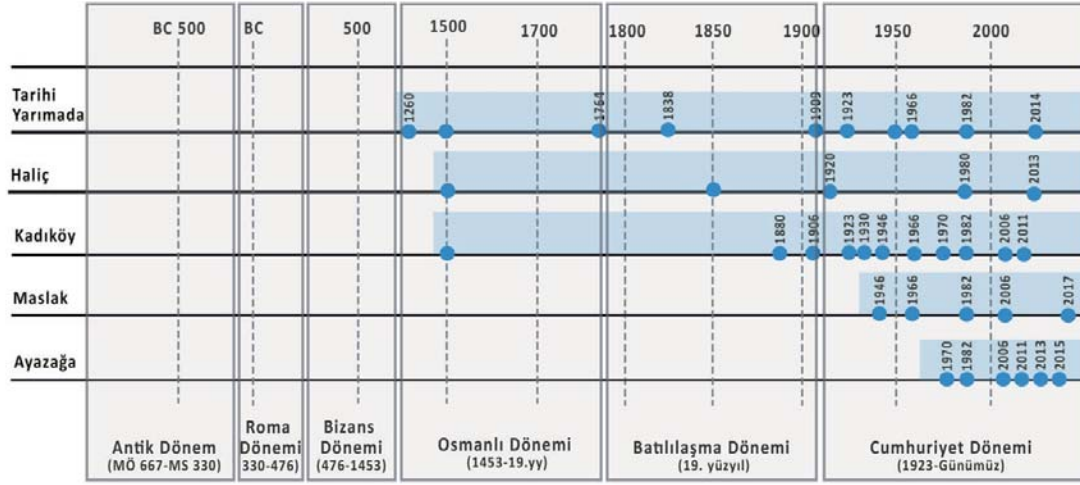 BC 500
BC
500
1500
1700
1800
1850
1900
1950
2000
Tarihi
Yarımada
1260
1764
1838
1909
1923
1966
1982
2014
Haliç
1920
1980
2013
Kadıköy
1880
1906
1923
1930
1946
1966
1970
1982
2006
2011
Maslak
1946
1966
1982
2006
2017
Ayazağa
1970
1982
2006
2011
2013
2015
Antik Dönem
(MÖ 667-MS 330)
Roma
Dönemi
330-476)
Bizans
Dönemi
(476-1453)
Osmanlı Dönemi
(1453-19.yy)
Batılılaşma Dönemi
(19. yüzyıl)
Cumhuriyet Dönemi
(1923-Günümüz)